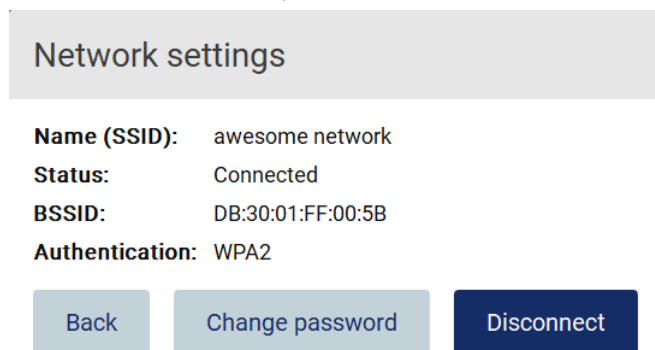 Network settings
Name (SSID): awesome network
Status: Connected
BSSID: DB:30:01:FF:00:5B
Authentication: WPA2
Back Change password Disconnect